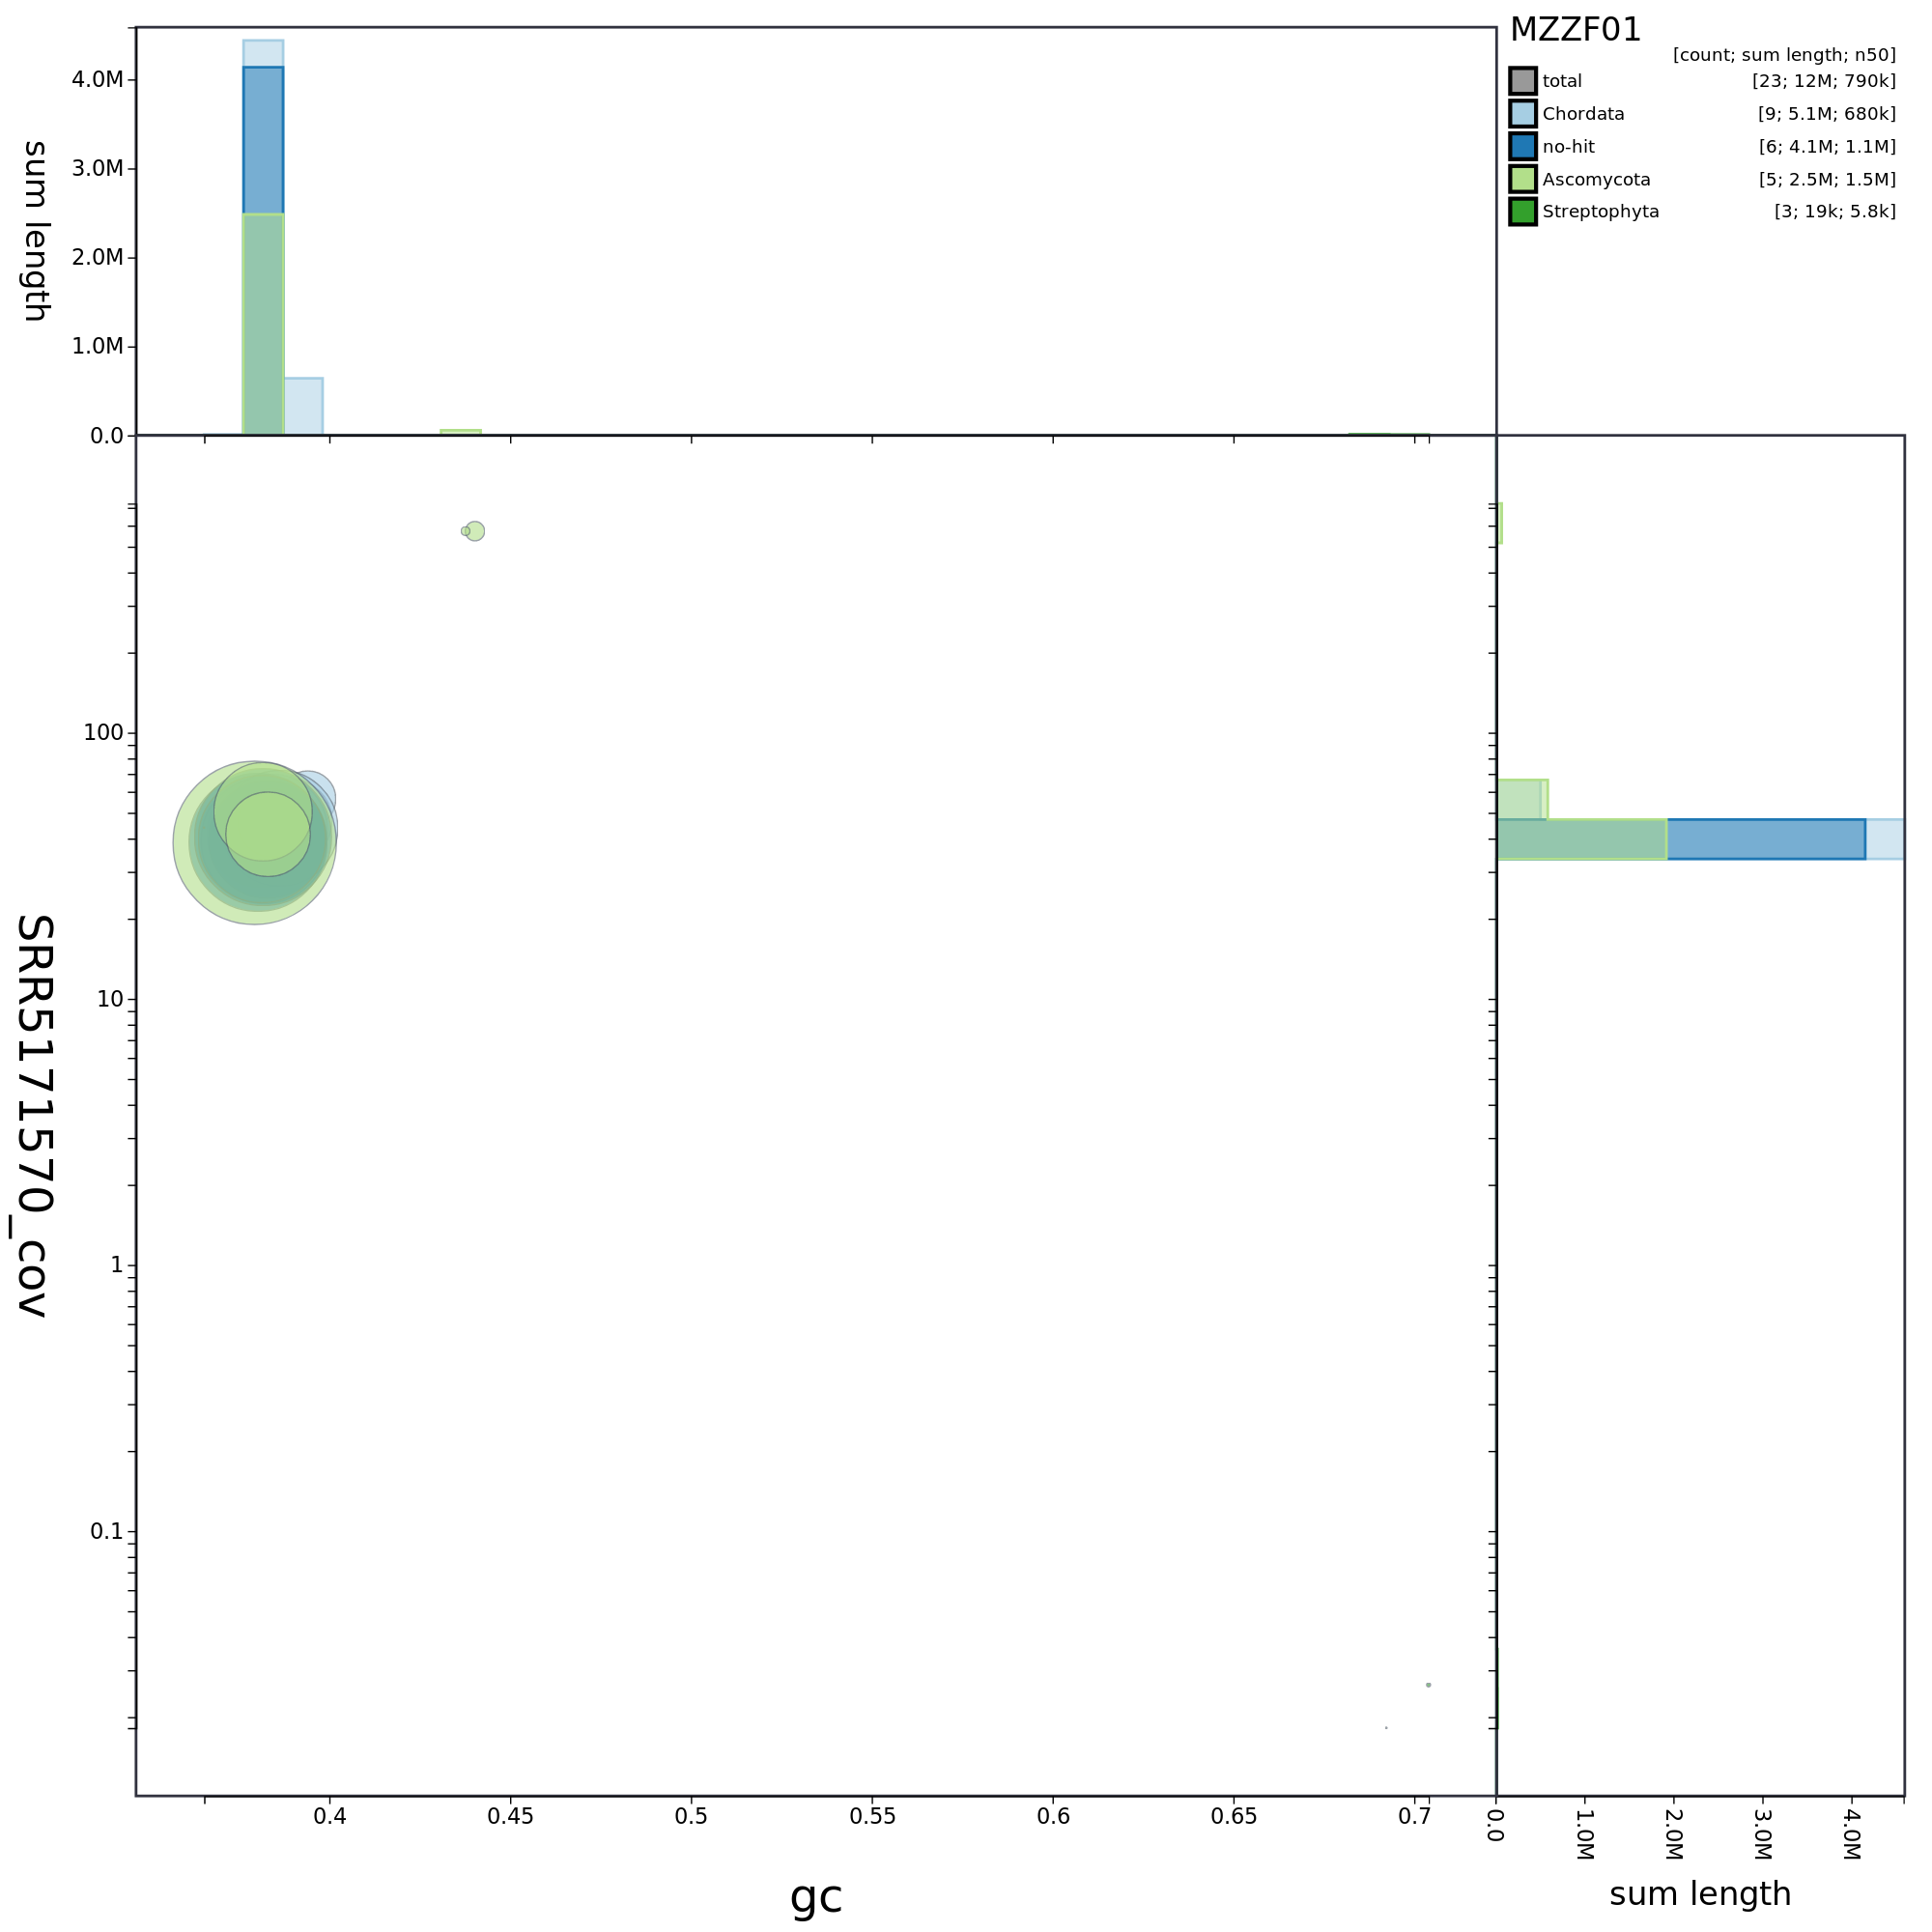 MZZF01
[count; sum length; n50]
total [23; 12M; 790k]
Chordata [9; 5.1M; 680k]
no-hit [6; 4.1M; 1.1M]
Ascomycota [5; 2.5M; 1.5M]
Streptophyta [3; 19k; 5.8k]
sum length
4.0M
3.0M
2.0M
1.0M
0.0
SRR5171570_cov
100
10
1
0.1
0.4 0.45 0.5 0.55 0.6 0.65 0.7
gc
0.0 1.0M 2.0M 3.0M 4.0M
sum length